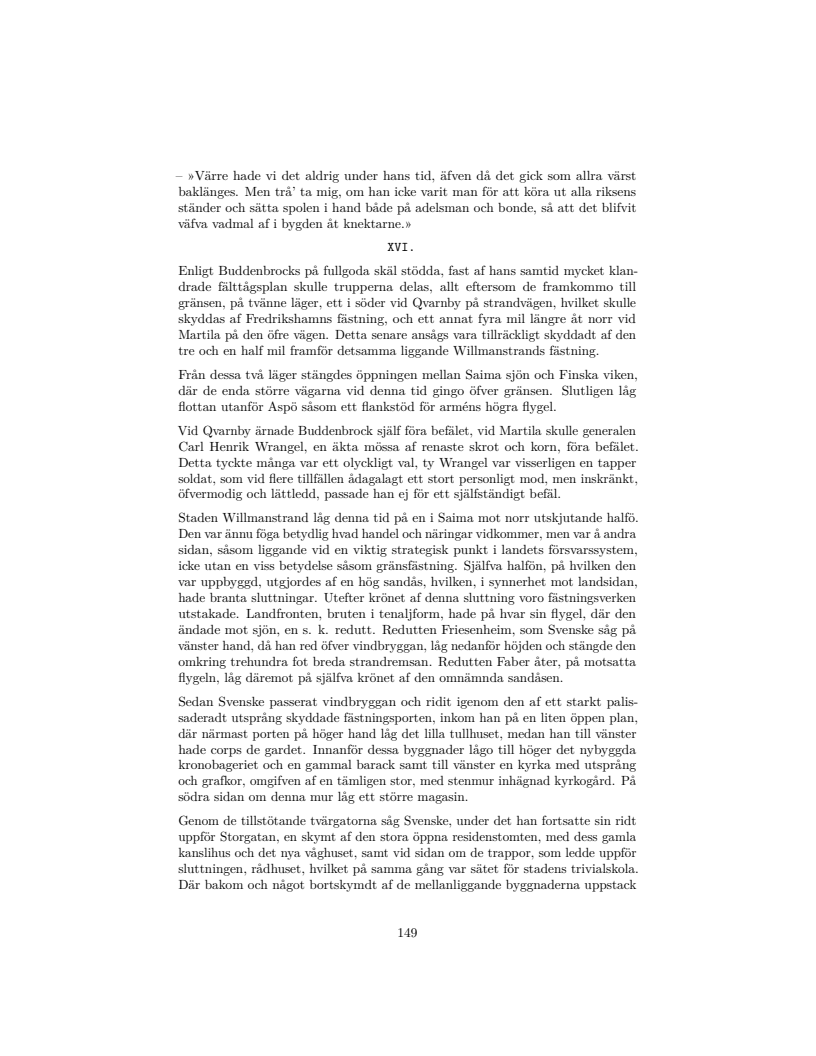 – »Värre hade vi det aldrig under hans tid, äfven då det gick som allra värst
baklänges. Men trå’ ta mig, om han icke varit man för att köra ut alla riksens
ständer och sätta spolen i hand både på adelsman och bonde, så att det blifvit
väfva vadmal af i bygden åt knektarne.»
XVI.
Enligt Buddenbrocks på fullgoda skäl stödda, fast af hans samtid mycket klan-
drade fälttågsplan skulle trupperna delas, allt eftersom de framkommo till
gränsen, på tvänne läger, ett i söder vid Qvarnby på strandvägen, hvilket skulle
skyddas af Fredrikshamns fästning, och ett annat fyra mil längre åt norr vid
Martila på den öfre vägen. Detta senare ansågs vara tillräckligt skyddadt af den
tre och en half mil framför detsamma liggande Willmanstrands fästning.
Från dessa två läger stängdes öppningen mellan Saima sjön och Finska viken,
där de enda större vägarna vid denna tid gingo öfver gränsen. Slutligen låg
flottan utanför Aspö såsom ett flankstöd för arméns högra flygel.
Vid Qvarnby ärnade Buddenbrock själf föra befälet, vid Martila skulle generalen
Carl Henrik Wrangel, en äkta mössa af renaste skrot och korn, föra befälet.
Detta tyckte många var ett olyckligt val, ty Wrangel var visserligen en tapper
soldat, som vid flere tillfällen ådagalagt ett stort personligt mod, men inskränkt,
öfvermodig och lättledd, passade han ej för ett själfständigt befäl.
Staden Willmanstrand låg denna tid på en i Saima mot norr utskjutande halfö.
Den var ännu föga betydlig hvad handel och näringar vidkommer, men var å andra
sidan, såsom liggande vid en viktig strategisk punkt i landets försvarssystem,
icke utan en viss betydelse såsom gränsfästning. Själfva halfön, på hvilken den
var uppbyggd, utgjordes af en hög sandås, hvilken, i synnerhet mot landsidan,
hade branta sluttningar. Utefter krönet af denna sluttning voro fästningsverken
utstakade. Landfronten, bruten i tenaljform, hade på hvar sin flygel, där den
ändade mot sjön, en s. k. redutt. Redutten Friesenheim, som Svenske såg på
vänster hand, då han red öfver vindbryggan, låg nedanför höjden och stängde den
omkring trehundra fot breda strandremsan. Redutten Faber åter, på motsatta
flygeln, låg däremot på själfva krönet af den omnämnda sandåsen.
Sedan Svenske passerat vindbryggan och ridit igenom den af ett starkt palis-
saderadt utsprång skyddade fästningsporten, inkom han på en liten öppen plan,
där närmast porten på höger hand låg det lilla tullhuset, medan han till vänster
hade corps de gardet. Innanför dessa byggnader lågo till höger det nybyggda
kronobageriet och en gammal barack samt till vänster en kyrka med utsprång
och grafkor, omgifven af en tämligen stor, med stenmur inhägnad kyrkogård. På
södra sidan om denna mur låg ett större magasin.
Genom de tillstötande tvärgatorna såg Svenske, under det han fortsatte sin ridt
uppför Storgatan, en skymt af den stora öppna residenstomten, med dess gamla
kanslihus och det nya våghuset, samt vid sidan om de trappor, som ledde uppför
sluttningen, rådhuset, hvilket på samma gång var sätet för stadens trivialskola.
Där bakom och något bortskymdt af de mellanliggande byggnaderna uppstack
149